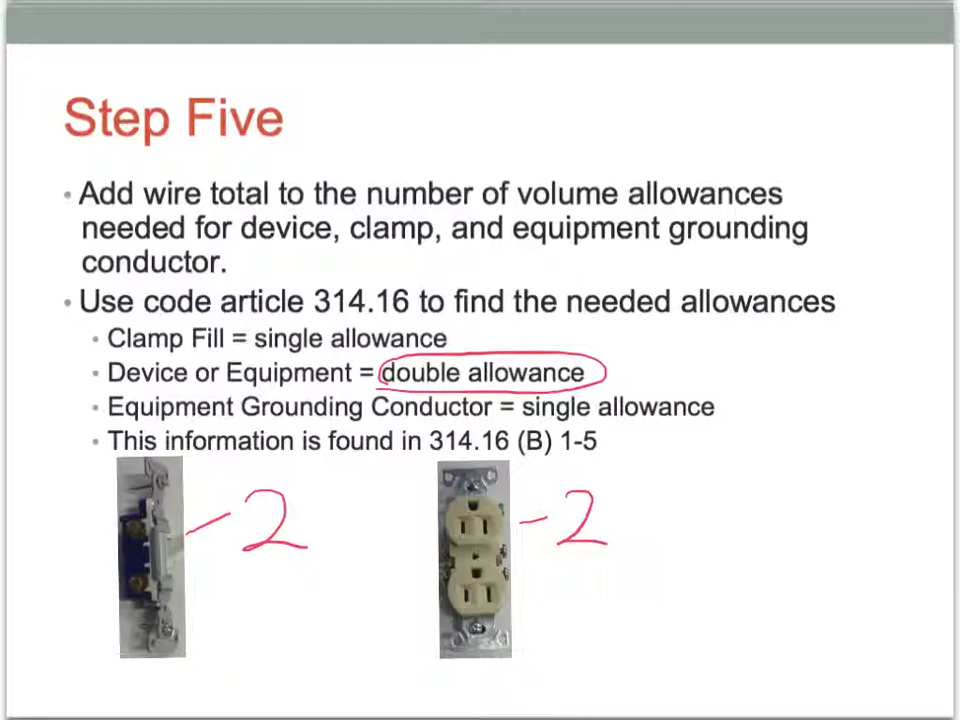 Step Five
• Add wire total to the number of volume allowances
needed for device, clamp, and equipment grounding
conductor.
• Use code article 314.16 to find the needed allowances
• Clamp Fill = single allowance
• Device or Equipment = double allowance
• Equipment Grounding Conductor = single allowance
• This information is found in 314.16 (B) 1-5
- 2 - 2